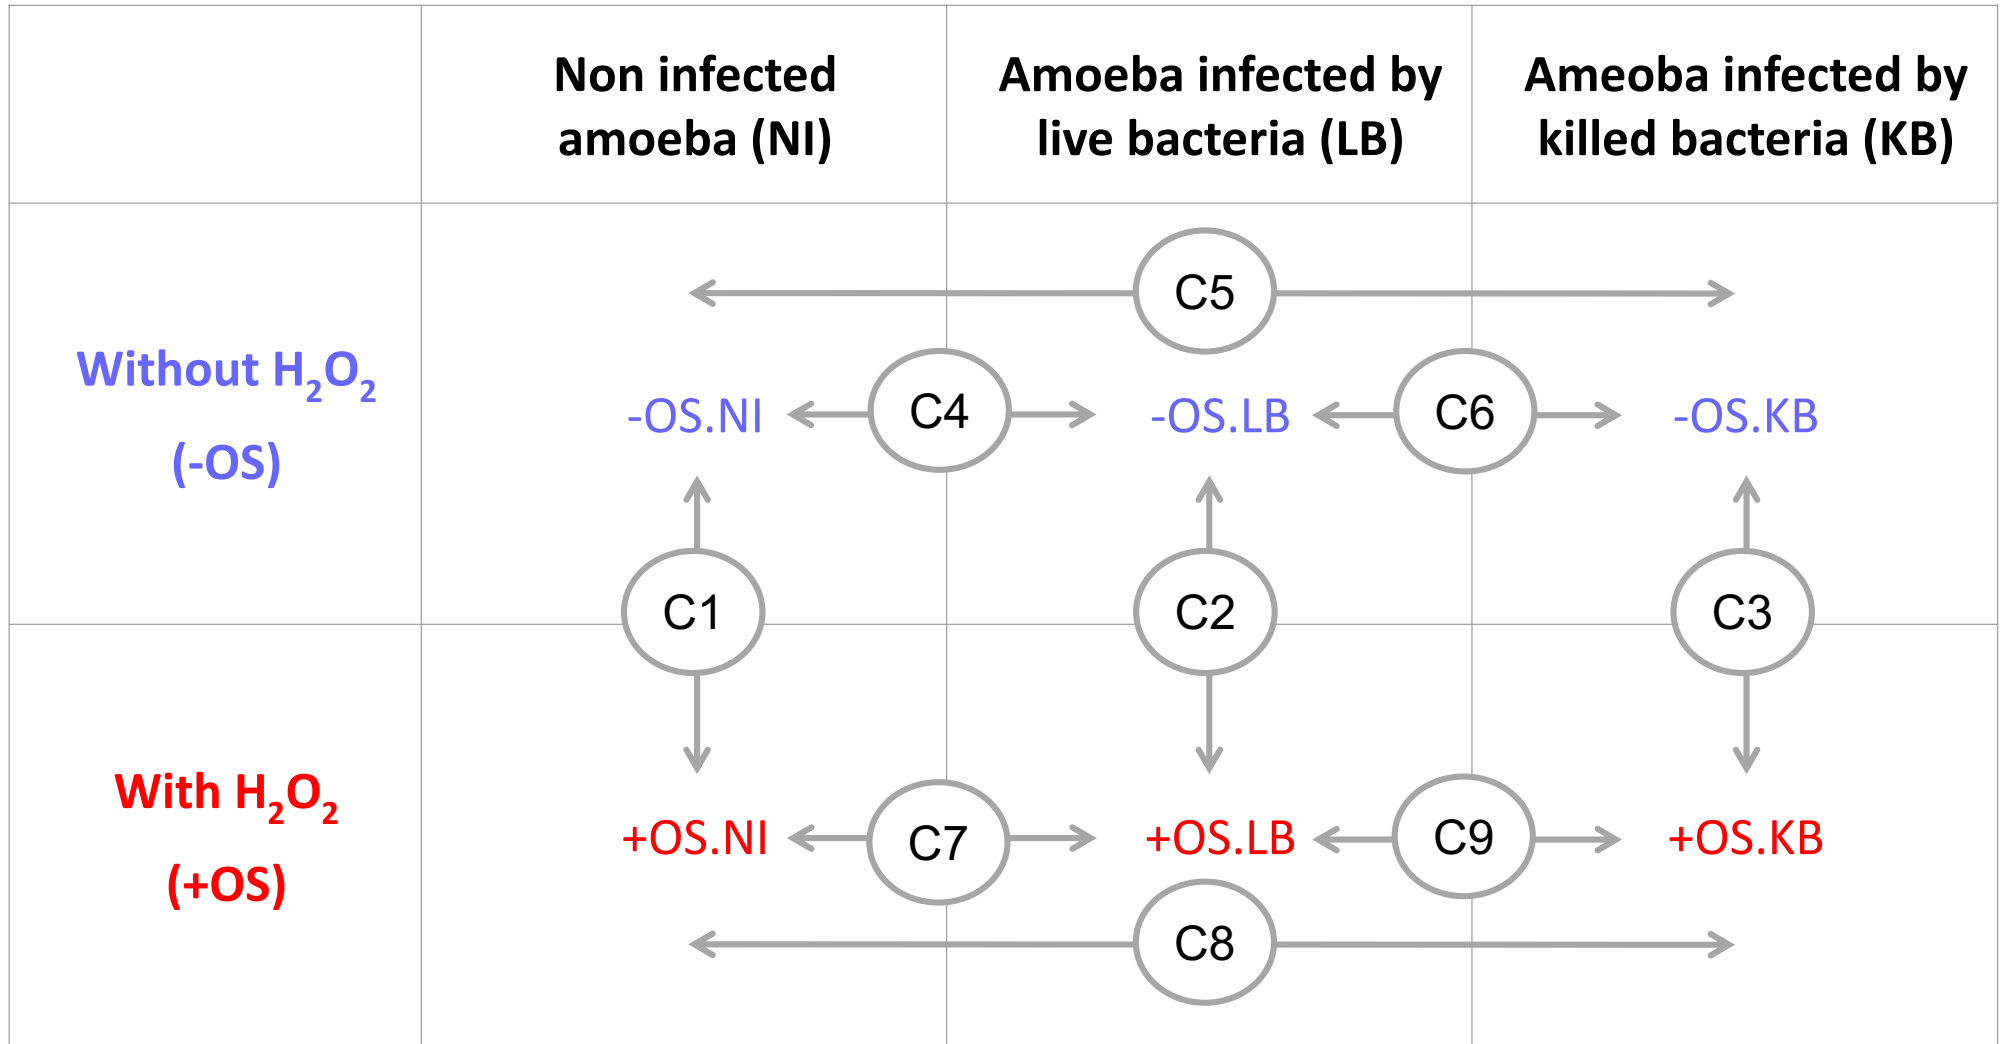 Non infected
amoeba (NI)
Amoeba infected by
live bacteria (LB)
Ameoba infected by
killed bacteria (KB)
Without H₂O₂
(-OS)
C5
-OS.NI
C4
-OS.LB
C6
-OS.KB
C1
C2
C3
With H₂O₂
(+OS)
+OS.NI
C7
+OS.LB
C9
+OS.KB
C8